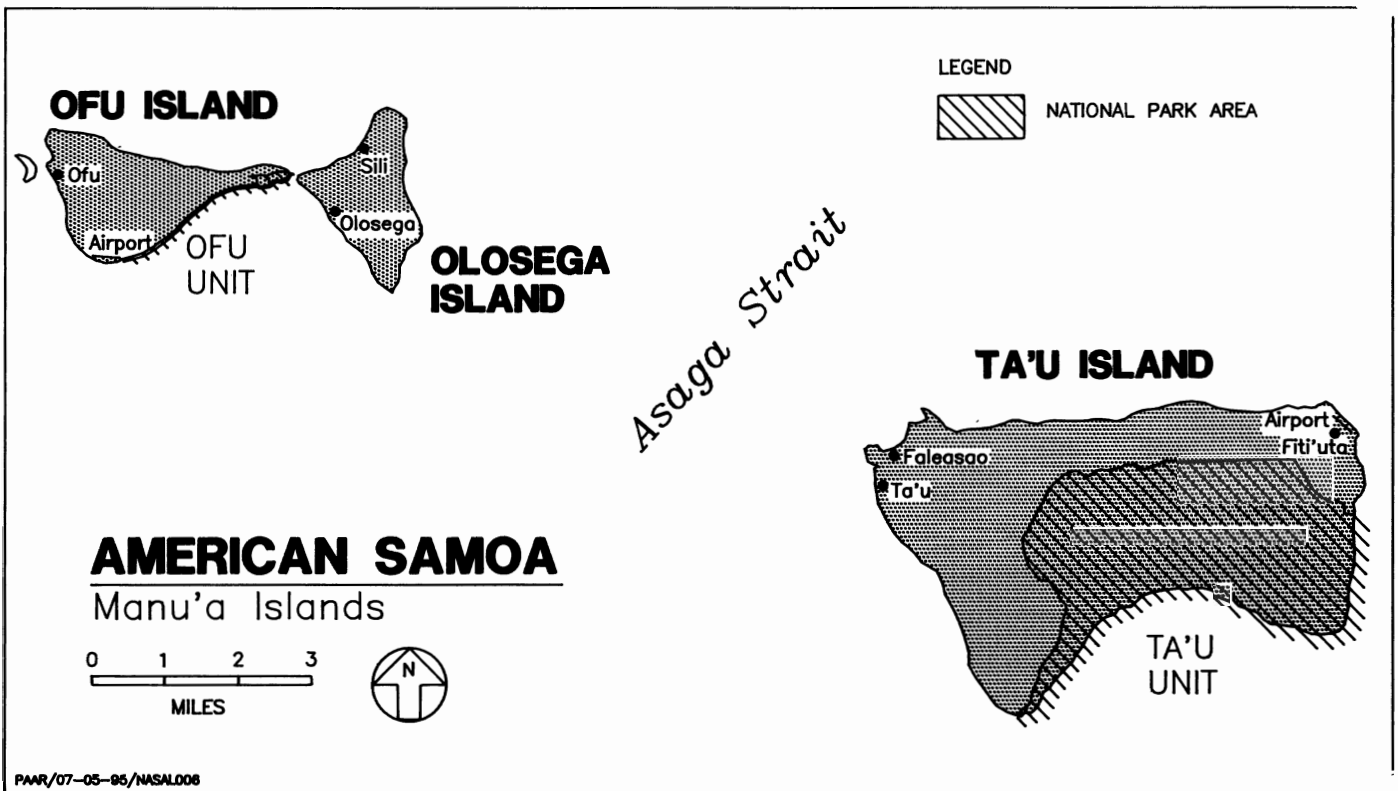 LEGEND
NATIONAL PARK AREA
OFU ISLAND
Ofu
Sili
Olosega
Airport
OFU
UNIT
OLOSEGA
ISLAND
Asaga Strait
TA'U ISLAND
Airport
Fiti'uta
Faleasao
Ta'u
TA'U
UNIT
AMERICAN SAMOA
Manu'a Islands
0 1 2 3
MILES
N
PAAR/07-05-95/NASAL006